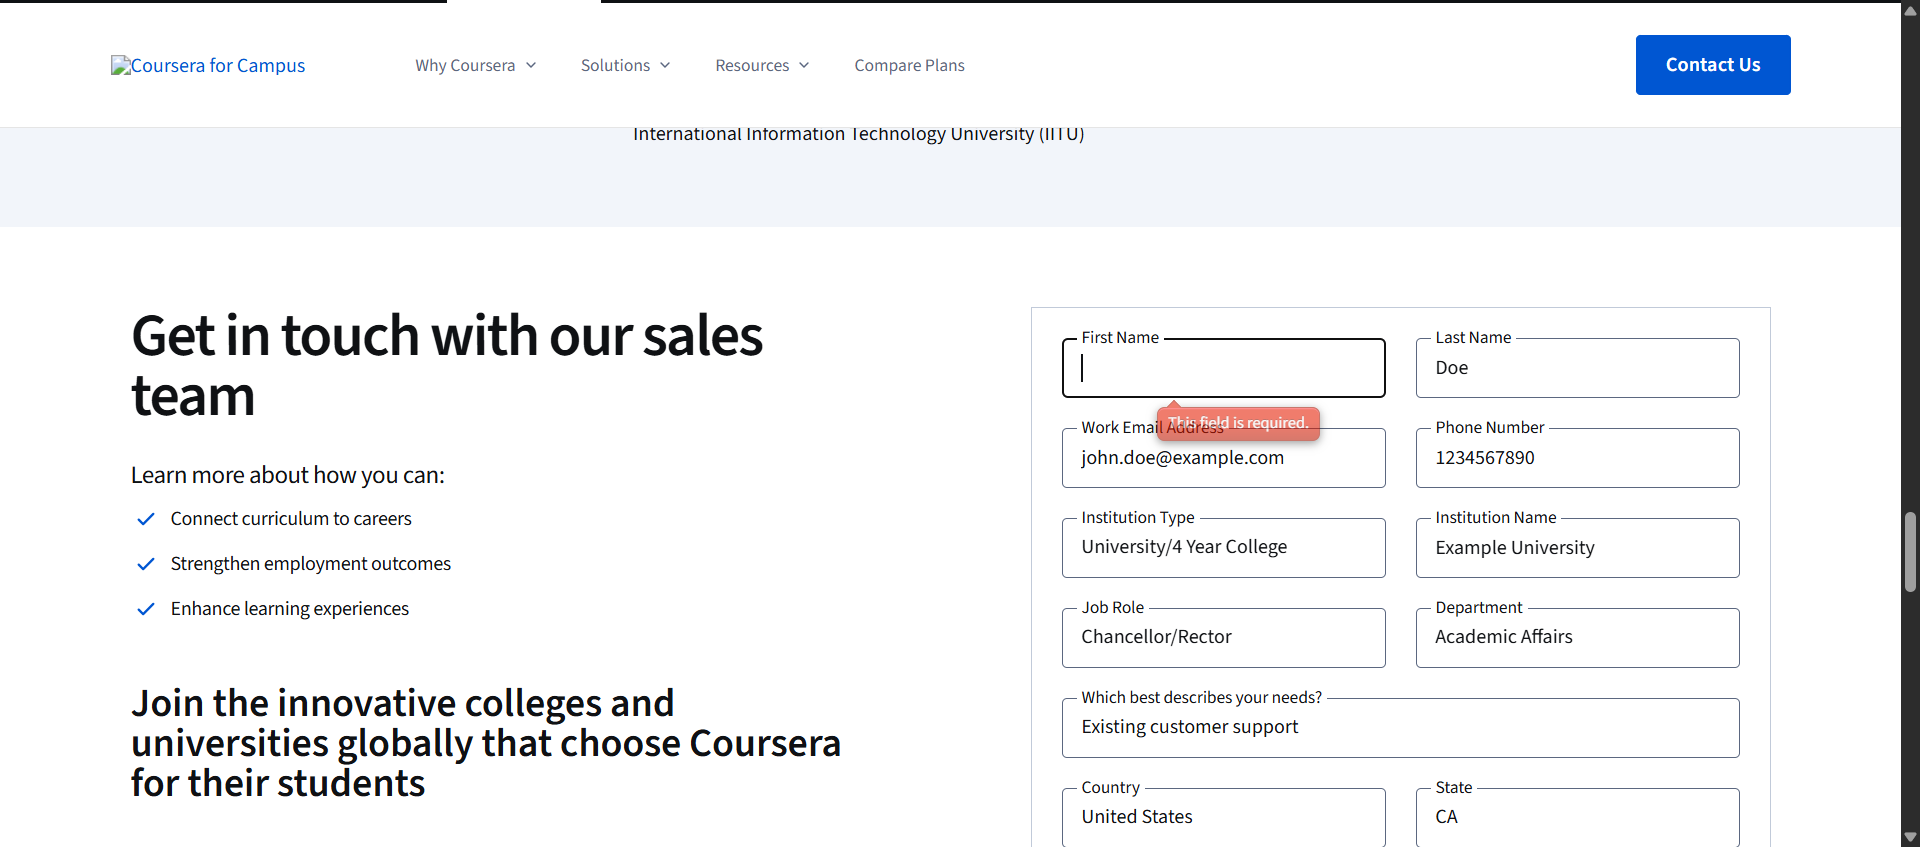 Coursera for Campus
Why Coursera
Solutions
Resources
Compare Plans
Contact Us
International Information Technology University (IITU)
Get in touch with our sales
team
Learn more about how you can:
Connect curriculum to careers
Strengthen employment outcomes
Enhance learning experiences
Join the innovative colleges and
universities globally that choose Coursera
for their students
First Name
Last Name
Doe
This field is required.
Work Email Address
john.doe@example.com
Phone Number
1234567890
Institution Type
University/4 Year College
Institution Name
Example University
Job Role
Chancellor/Rector
Department
Academic Affairs
Which best describes your needs?
Existing customer support
Country
United States
State
CA